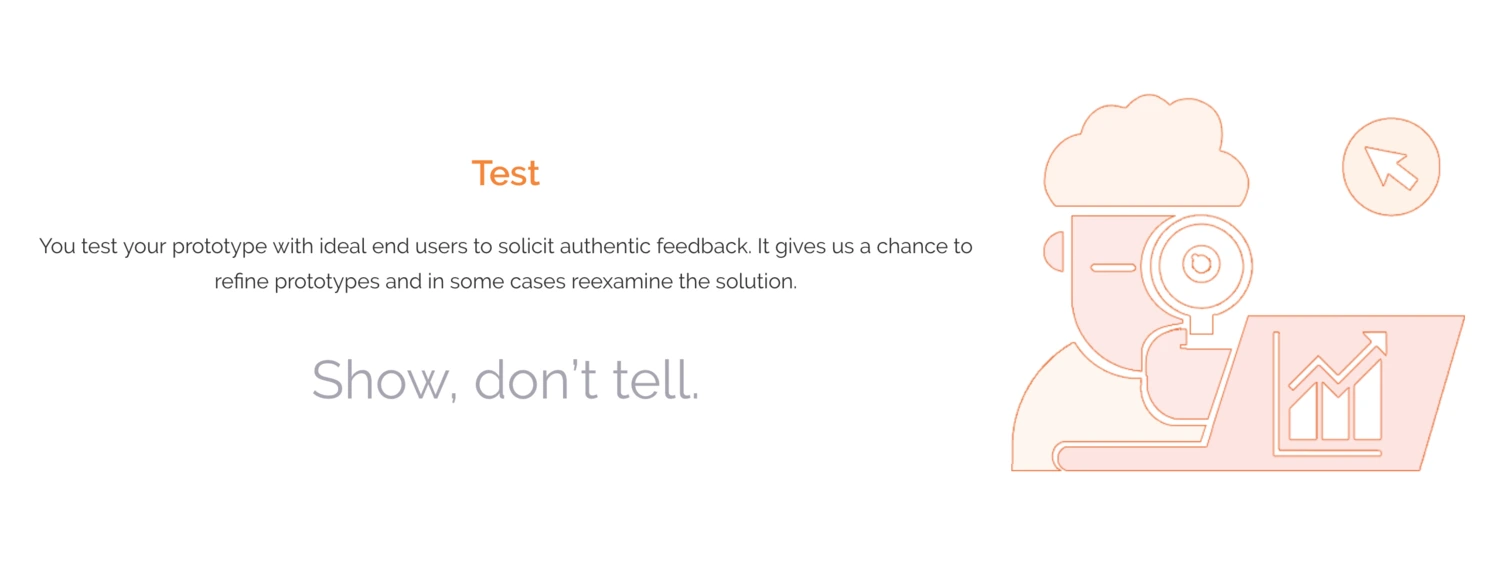 Test
You test your prototype with ideal end users to solicit authentic feedback. It gives us a chance to
refine prototypes and in some cases reexamine the solution.
Show, don’t tell.